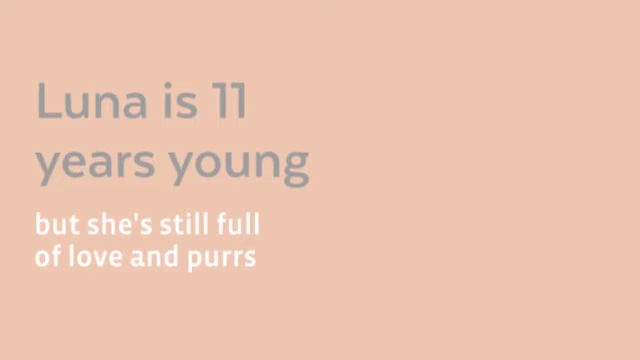 Luna is 11
years young
but she's still full
of love and purrs